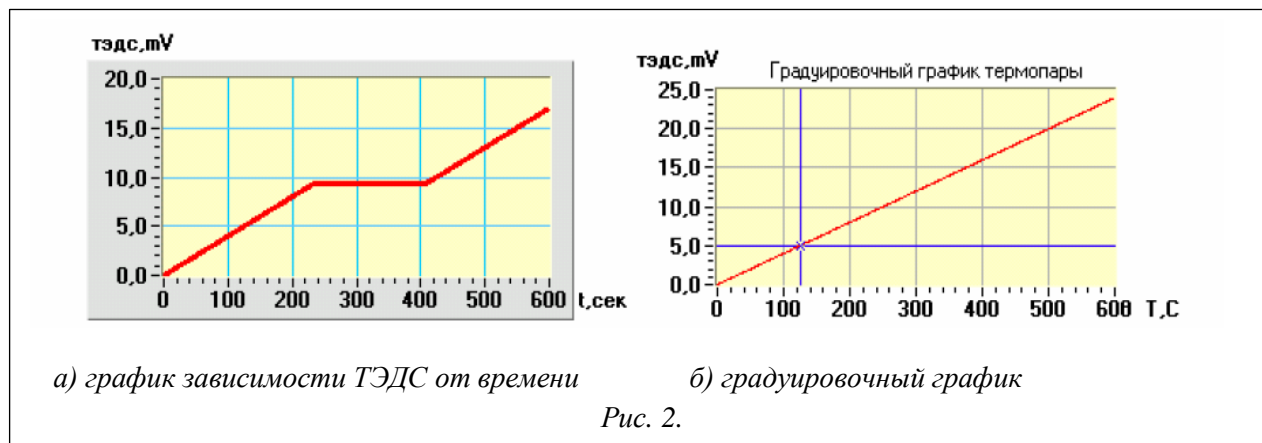 тэдс,mV
20,0
15,0
10,0
5,0
0,0
0 100 200 300 400 500 600 t,сек
тэдс,mV
Градуировочный график термопары
25,0
20,0
15,0
10,0
5,0
0,0
0 100 200 300 400 500 600 T,C
а) график зависимости ТЭДС от времени
б) градуировочный график
Рис. 2.